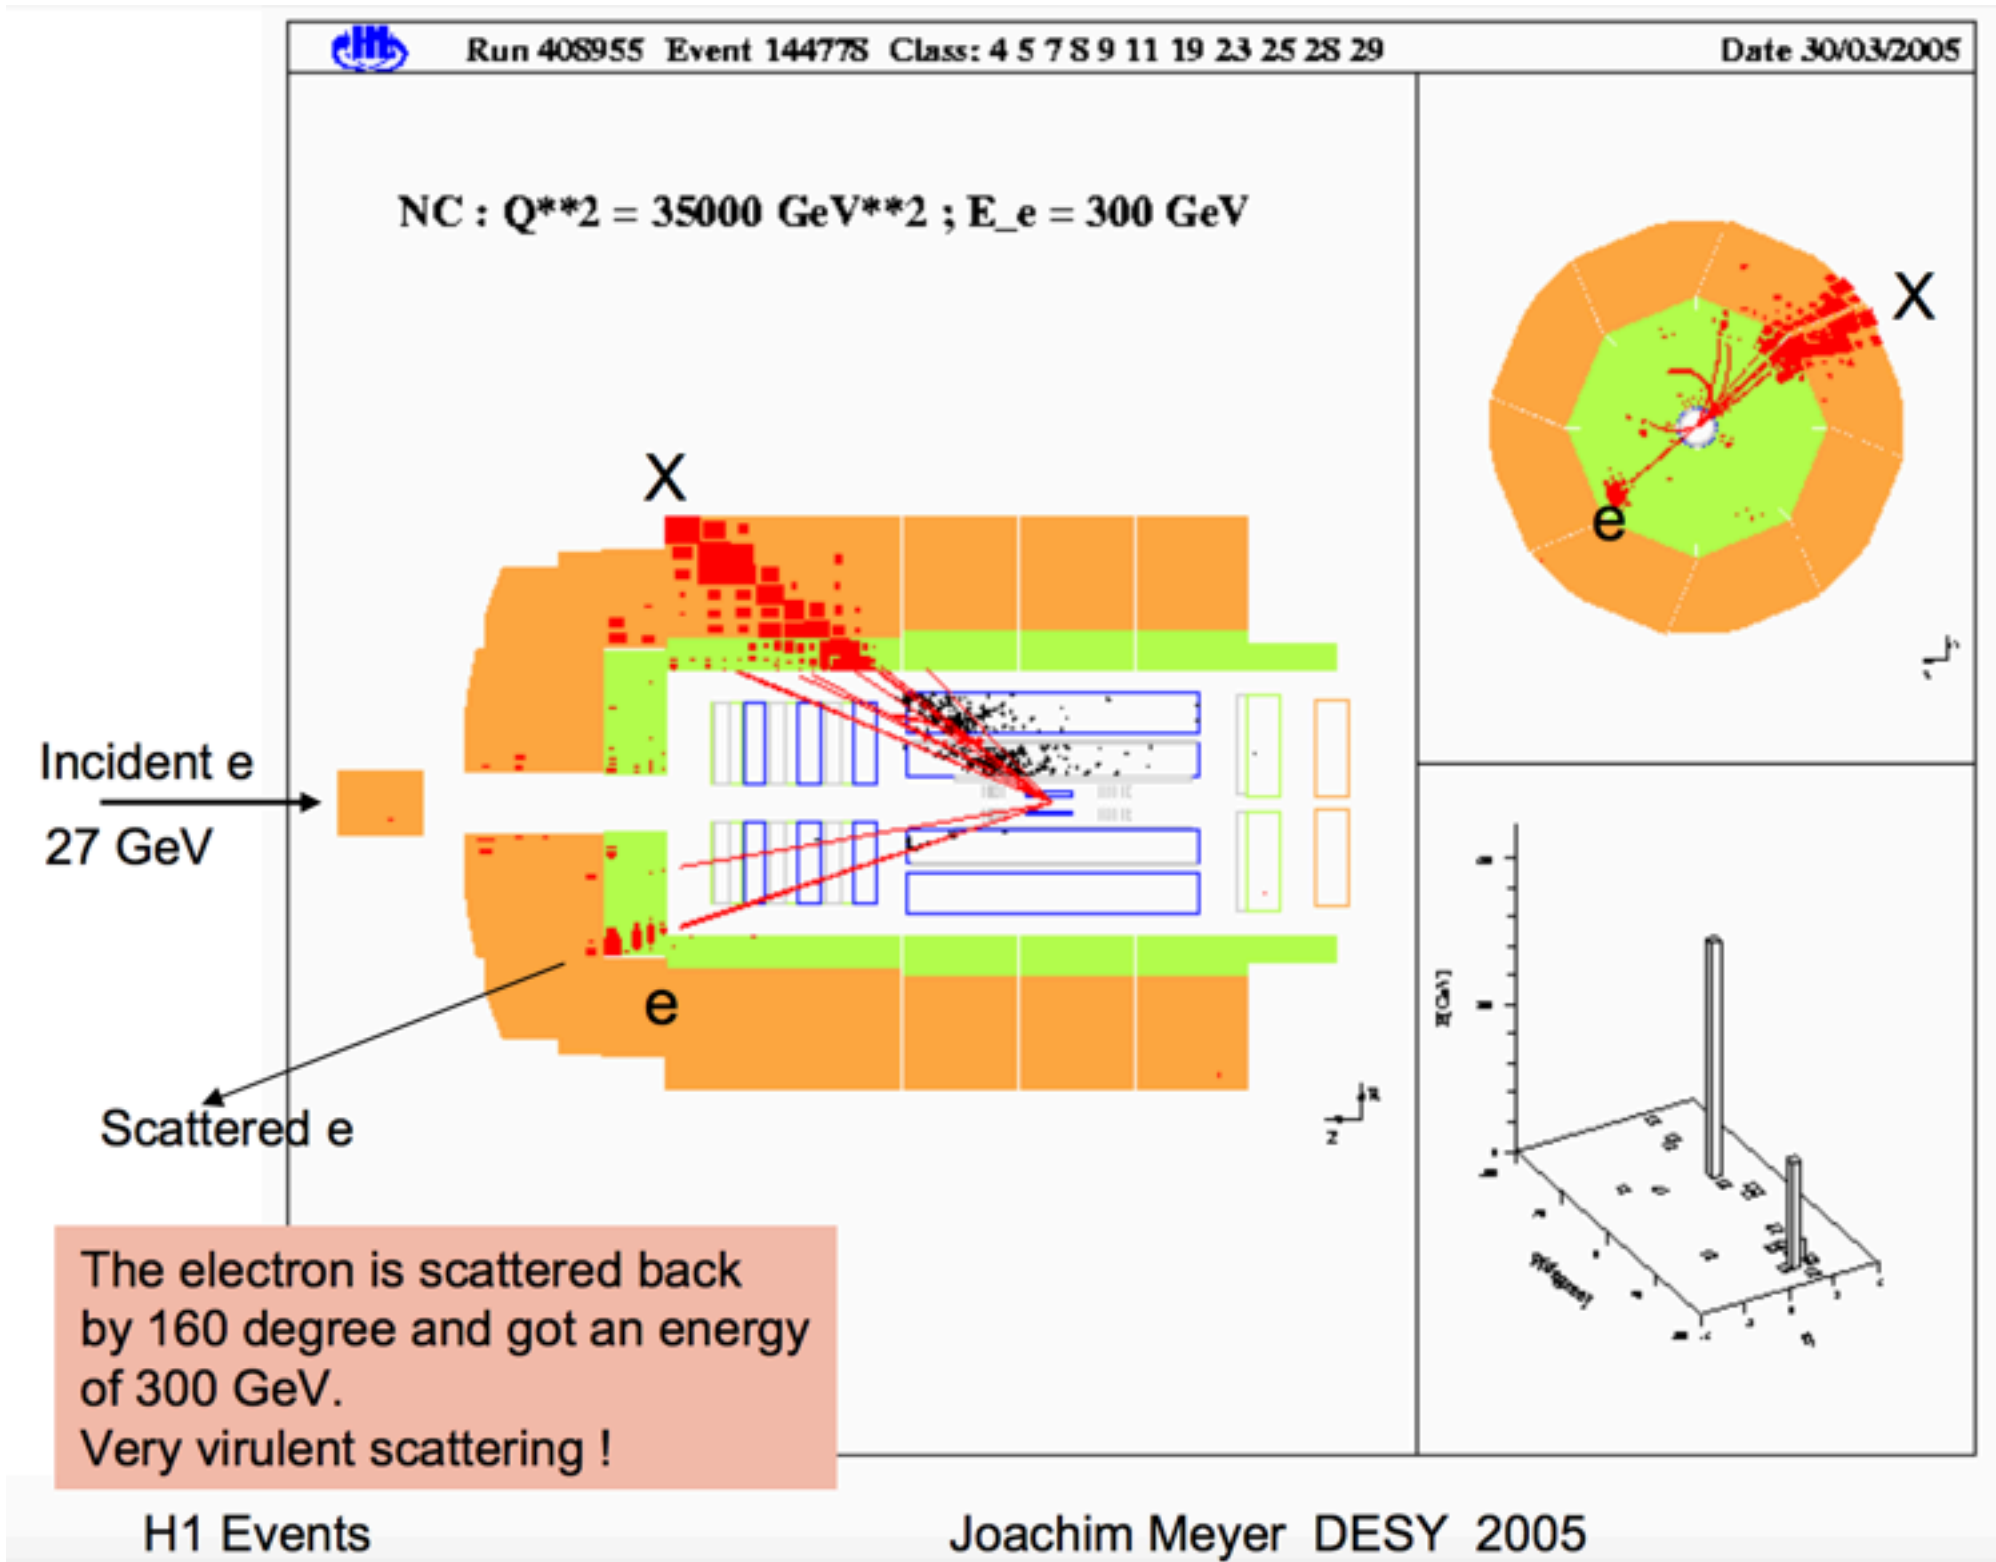 H1
Run 408955 Event 144778 Class: 4 5 7 8 9 11 19 23 25 28 29
Date 30/03/2005
NC : Q**2 = 35000 GeV**2 ; E_e = 300 GeV
X
e
X
Incident e
27 GeV
e
Scattered e
R
Z
E[GeV]
The electron is scattered back
by 160 degree and got an energy
of 300 GeV.
Very virulent scattering !
H1 Events
Joachim Meyer DESY 2005